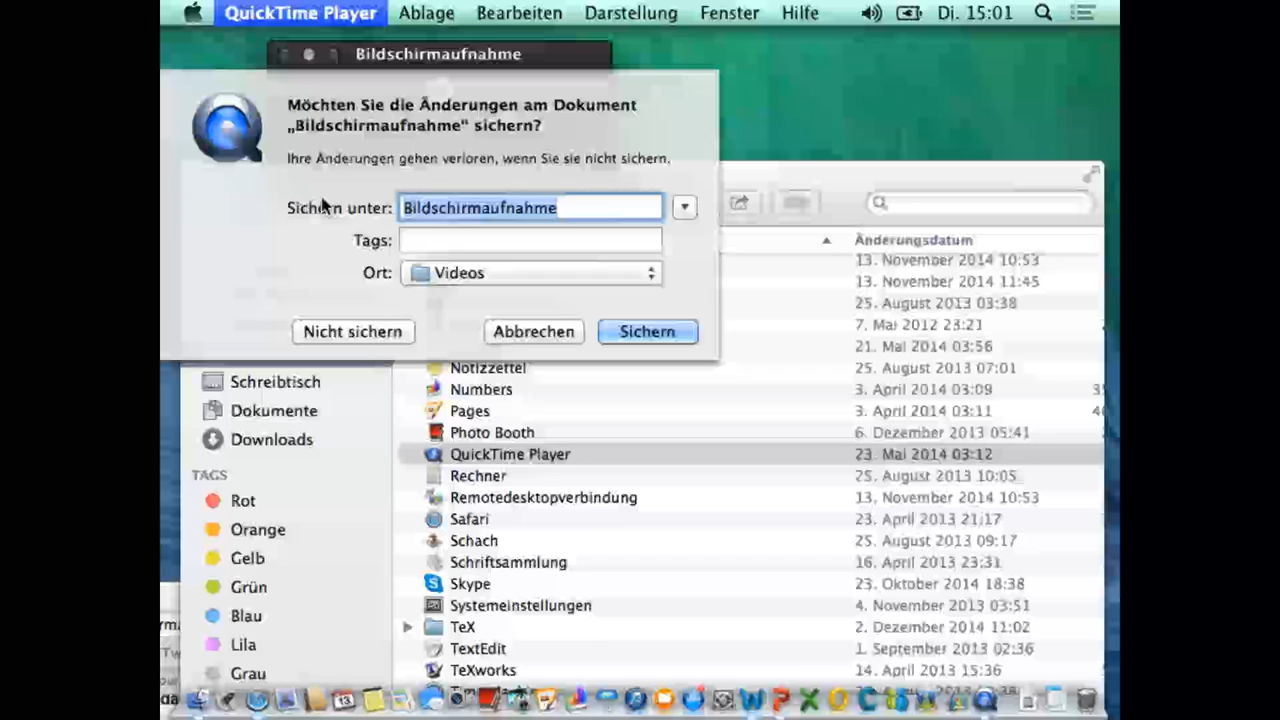 QuickTime Player Ablage Bearbeiten Darstellung Fenster Hilfe Di. 15:01
Bildschirmaufnahme
Möchten Sie die Änderungen am Dokument
„Bildschirmaufnahme“ sichern?
Ihre Änderungen gehen verloren, wenn Sie sie nicht sichern.
Sichern unter: Bildschirmaufnahme
Tags:
Ort: Videos
Nicht sichern Abbrechen Sichern
Änderungsdatum
13. November 2014 10:53
13. November 2014 11:45
25. August 2013 03:38
7. Mai 2012 23:21
21. Mai 2014 03:56
Notizzettel 25. August 2013 07:01
Numbers 3. April 2014 03:09
Pages 3. April 2014 03:11
Photo Booth 6. Dezember 2013 05:41
QuickTime Player 23. Mai 2014 03:12
Rechner 25. August 2013 10:05
Remotedesktopverbindung 13. November 2014 10:53
Safari 23. April 2013 21:17
Schach 25. August 2013 09:17
Schriftsammlung 16. April 2013 23:31
Skype 23. Oktober 2014 18:38
Systemeinstellungen 4. November 2013 03:51
TeX 2. Dezember 2014 11:02
TextEdit 1. September 2013 02:36
TeXworks 14. April 2013 15:36
Schreibtisch
Dokumente
Downloads
TAGS
Rot
Orange
Gelb
Grün
Blau
Lila
Grau